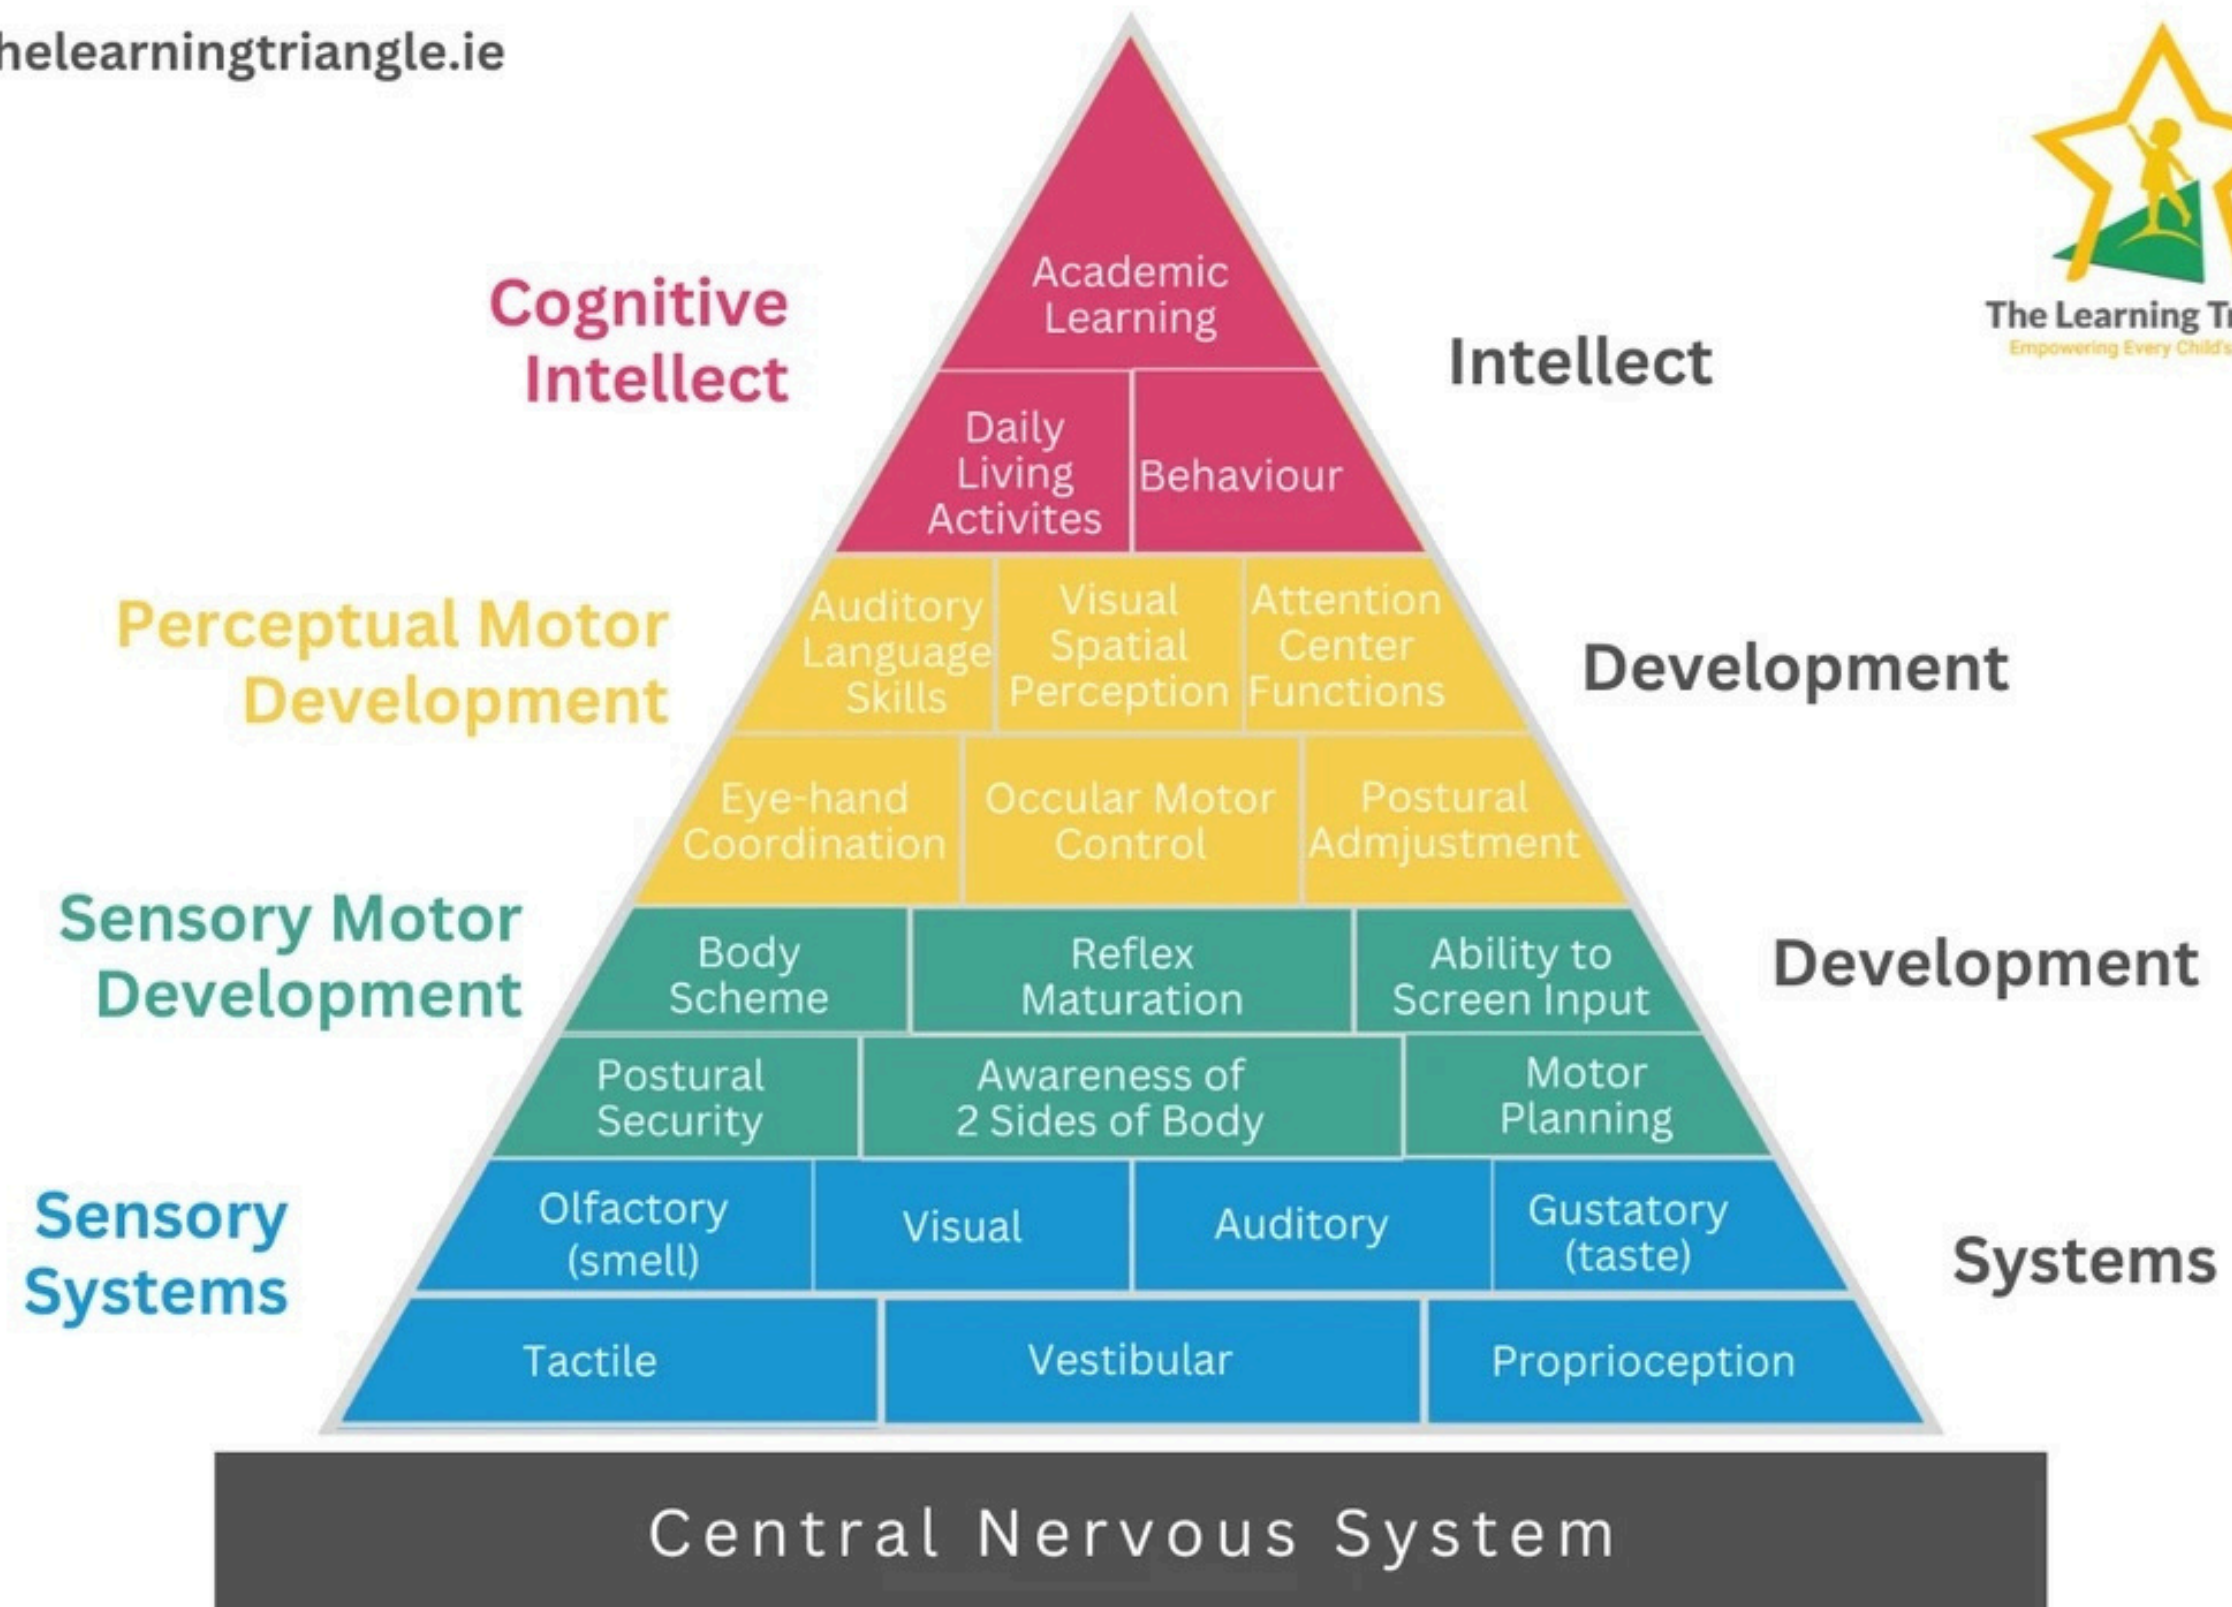 helearningtriangle.ie
The Learning Tr
Empowering Every Child's
Cognitive
Intellect
Academic
Learning
Intellect
Daily
Living
Activites
Behaviour
Perceptual Motor
Development
Auditory
Language
Skills
Visual
Spatial
Perception
Attention
Center
Functions
Development
Eye-hand
Coordination
Occular Motor
Control
Postural
Admjustment
Sensory Motor
Development
Body
Scheme
Reflex
Maturation
Ability to
Screen Input
Development
Postural
Security
Awareness of
2 Sides of Body
Motor
Planning
Sensory
Systems
Olfactory
(smell)
Visual
Auditory
Gustatory
(taste)
Systems
Tactile
Vestibular
Proprioception
Central Nervous System